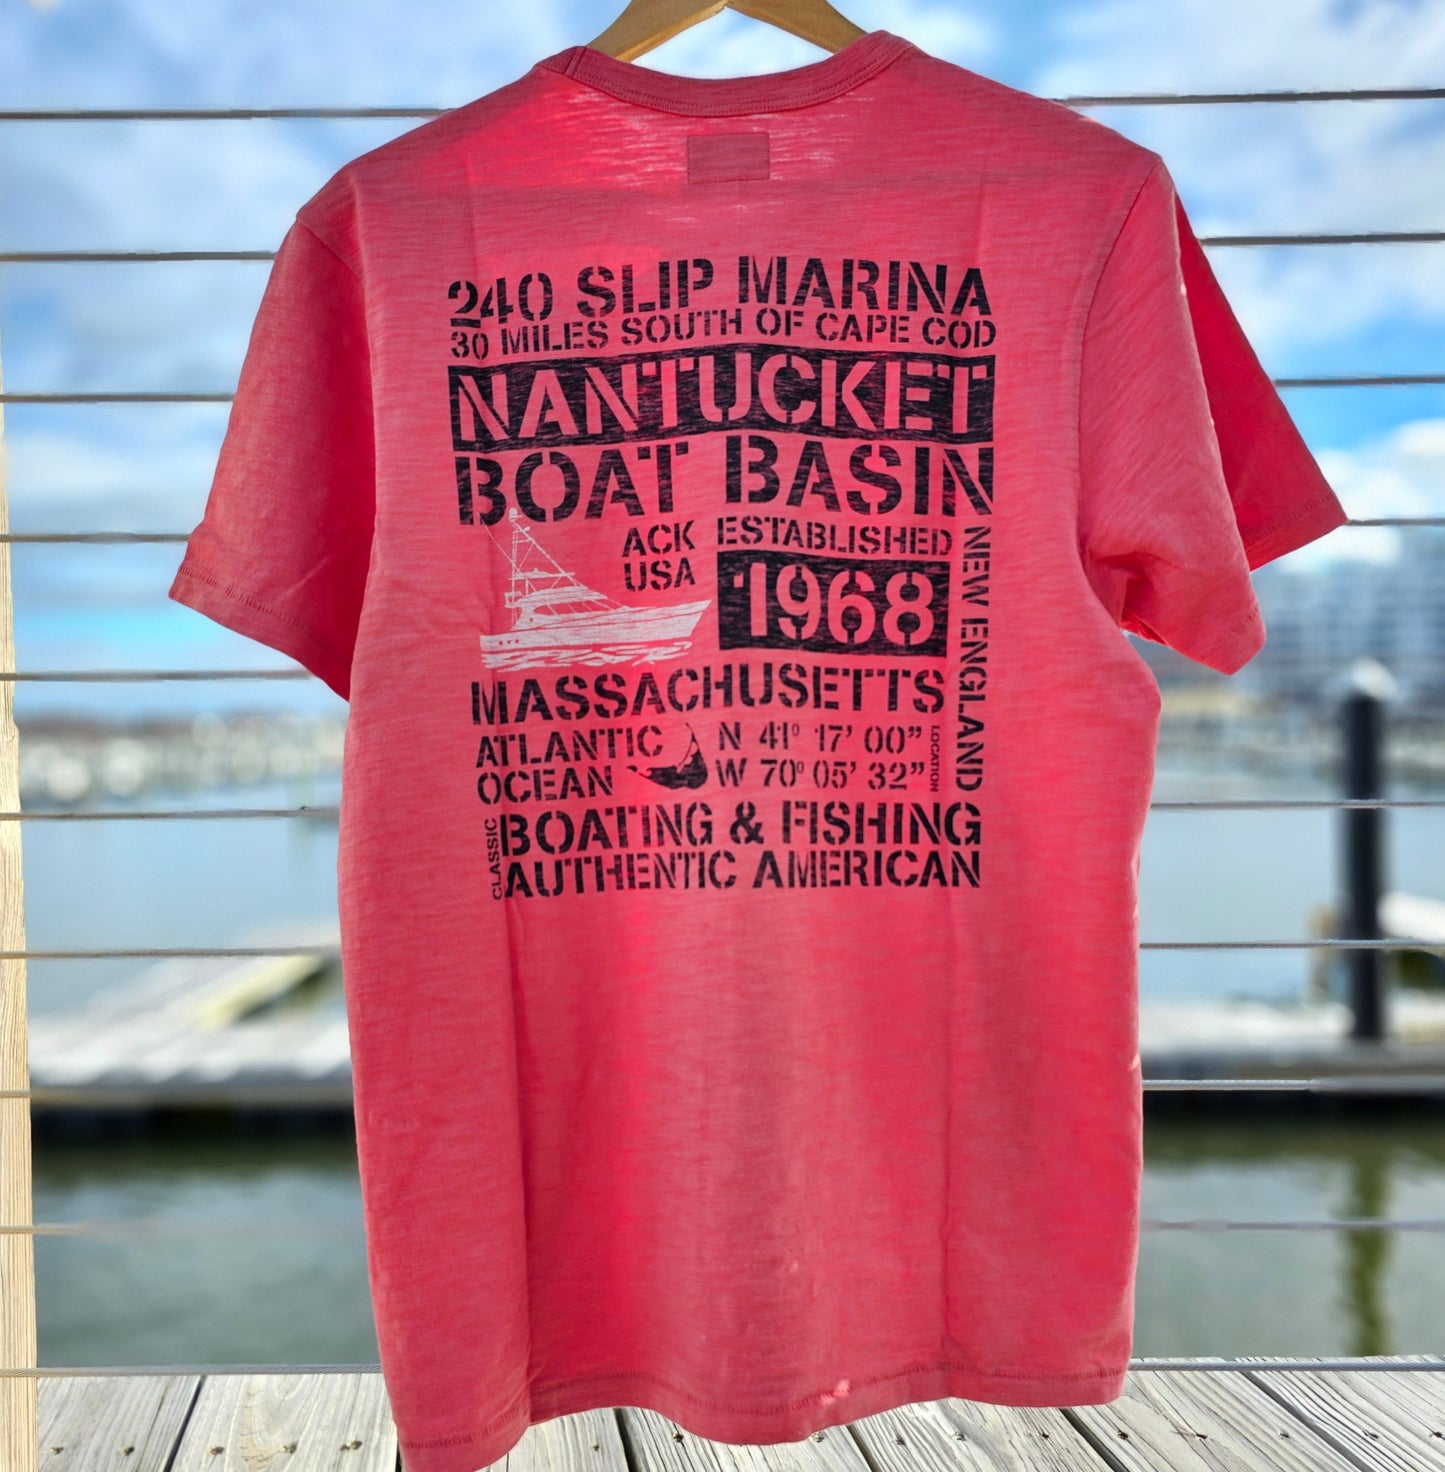 240 SLIP MARINA
30 MILES SOUTH OF CAPE COD
NANTUCKET
BOAT BASIN
ACK
USA
ESTABLISHED
1968
NEW ENGLAND
MASSACHUSETTS
ATLANTIC
OCEAN
N 41° 17' 00"
W 70° 05' 32"
LOCATION
CLASSIC
BOATING & FISHING
AUTHENTIC AMERICAN